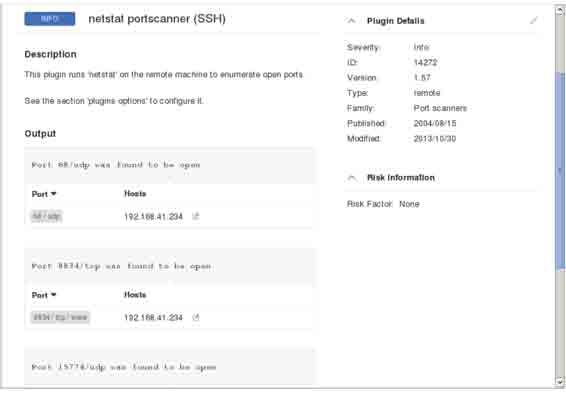 INFO
netstat portscanner (SSH)
Description
This plugin runs 'netstat' on the remote machine to enumerate open ports.
See the section 'plugins options' to configure it.
Output
Port 68/udp was found to be open
Port
Hosts
68 / udp
192.168.41.234
Port 8834/tcp was found to be open
Port
Hosts
8834 / tcp / www
192.168.41.234
Port 15774/udp was found to be open
Plugin Details
Severity: Info
ID: 14272
Version: 1.57
Type: remote
Family: Port scanners
Published: 2004/08/15
Modified: 2013/10/30
Risk Information
Risk Factor: None